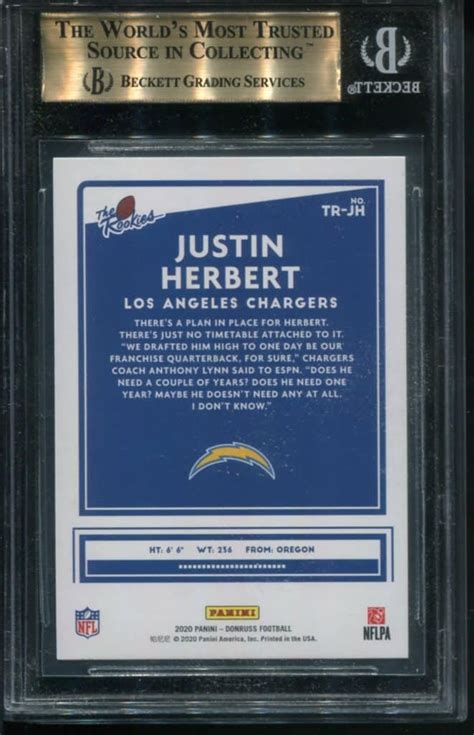 THE WORLD'S MOST TRUSTED
SOURCE IN COLLECTING™
B BECKETT GRADING SERVICES
B
BECKETT®
The
Rookies
NO.
TR-JH
JUSTIN
HERBERT
LOS ANGELES CHARGERS
THERE'S A PLAN IN PLACE FOR HERBERT.
THERE'S JUST NO TIMETABLE ATTACHED TO IT.
"WE DRAFTED HIM HIGH TO ONE DAY BE OUR
FRANCHISE QUARTERBACK, FOR SURE," CHARGERS
COACH ANTHONY LYNN SAID TO ESPN. "DOES HE
NEED A COUPLE OF YEARS? DOES HE NEED ONE
YEAR? MAYBE HE DOESN'T NEED ANY AT ALL.
I DON'T KNOW."
HT: 6' 6" WT: 236 FROM: OREGON
NFL
PANINI
NFLPA
2020 PANINI – DONRUSS FOOTBALL
帕尼尼 © 2020 Panini America, Inc. Printed in the USA.